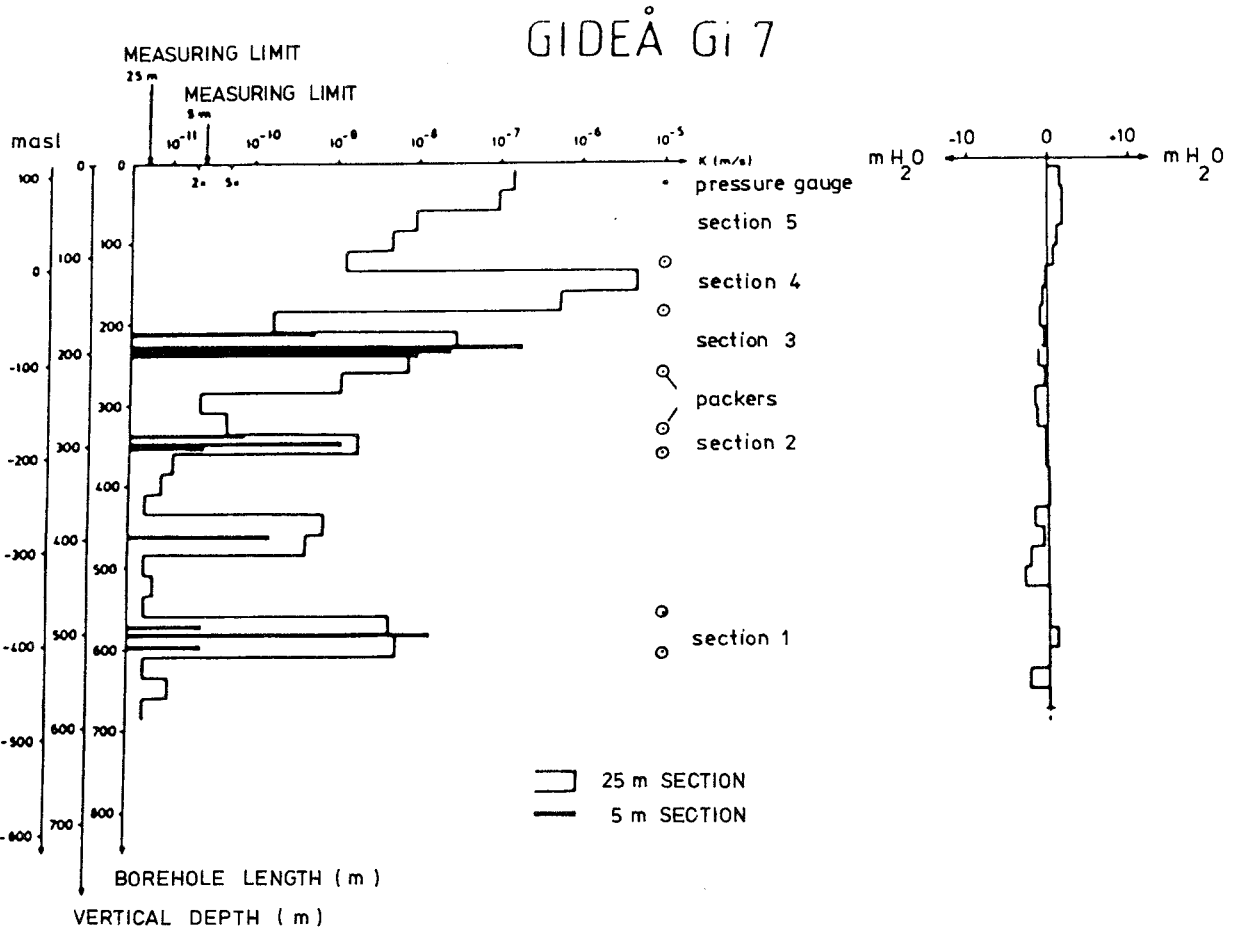 GIDEÅ Gi 7
MEASURING LIMIT
25 m
MEASURING LIMIT
5 m
masl
10⁻¹¹ 10⁻¹⁰ 10⁻⁹ 10⁻⁸ 10⁻⁷ 10⁻⁶ 10⁻⁵
K (m/s)
2· 5·
-10 0 +10
m H₂O m H₂O
100 0 -100 -200 -300 -400 -500 -600
0 100 200 300 400 500 600 700
0 100 200 300 400 500 600 700 800
pressure gauge
section 5
section 4
section 3
packers
section 2
section 1
25 m SECTION
5 m SECTION
BOREHOLE LENGTH (m)
VERTICAL DEPTH (m)